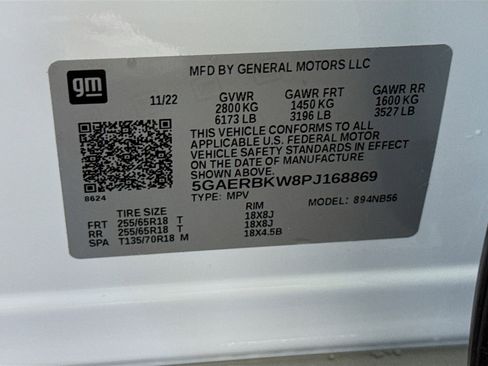 gm
MFD BY GENERAL MOTORS LLC
11/22 GVWR GAWR FRT GAWR RR
2800 KG 1450 KG 1600 KG
6173 LB 3196 LB 3527 LB
THIS VEHICLE CONFORMS TO ALL
APPLICABLE U.S. FEDERAL MOTOR
VEHICLE SAFETY STANDARDS IN EFFECT
ON THE DATE OF MANUFACTURE
SHOWN ABOVE.
5GAERBKW8PJ168869
8624 TYPE: MPV MODEL: 894NB56
TIRE SIZE RIM
FRT 255/65R18 T 18X8J
RR 255/65R18 T 18X8J
SPA T135/70R18 M 18X4.5B